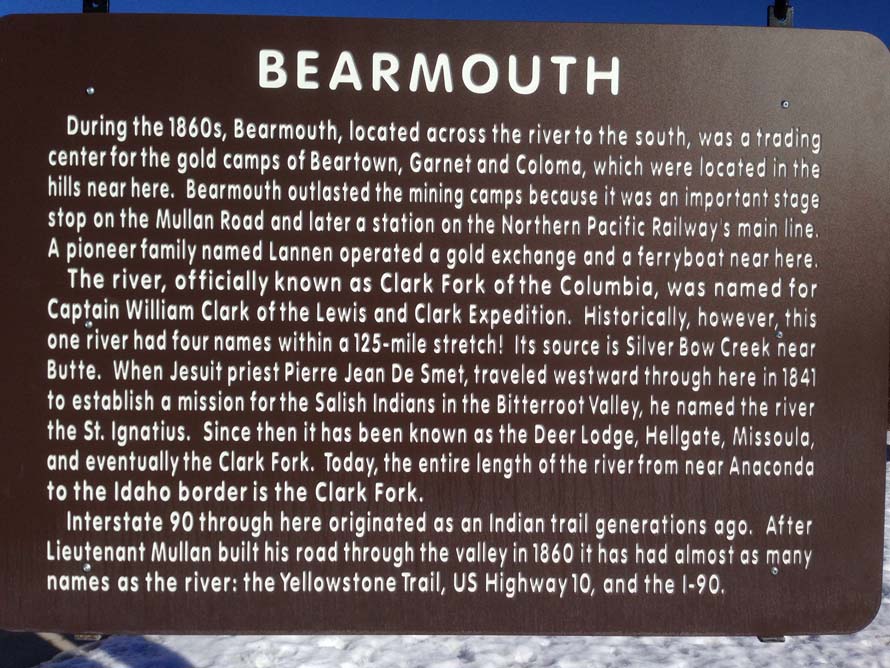 BEARMOUTH
During the 1860s, Bearmouth, located across the river to the south, was a trading
center for the gold camps of Beartown, Garnet and Coloma, which were located in the
hills near here. Bearmouth outlasted the mining camps because it was an important stage
stop on the Mullan Road and later a station on the Northern Pacific Railway's main line.
A pioneer family named Lannen operated a gold exchange and a ferryboat near here.
The river, officially known as Clark Fork of the Columbia, was named for
Captain William Clark of the Lewis and Clark Expedition. Historically, however, this
one river had four names within a 125-mile stretch! Its source is Silver Bow Creek near
Butte. When Jesuit priest Pierre Jean De Smet, traveled westward through here in 1841
to establish a mission for the Salish Indians in the Bitterroot Valley, he named the river
the St. Ignatius. Since then it has been known as the Deer Lodge, Hellgate, Missoula,
and eventually the Clark Fork. Today, the entire length of the river from near Anaconda
to the Idaho border is the Clark Fork.
Interstate 90 through here originated as an Indian trail generations ago. After
Lieutenant Mullan built his road through the valley in 1860 it has had almost as many
names as the river: the Yellowstone Trail, US Highway 10, and the I-90.